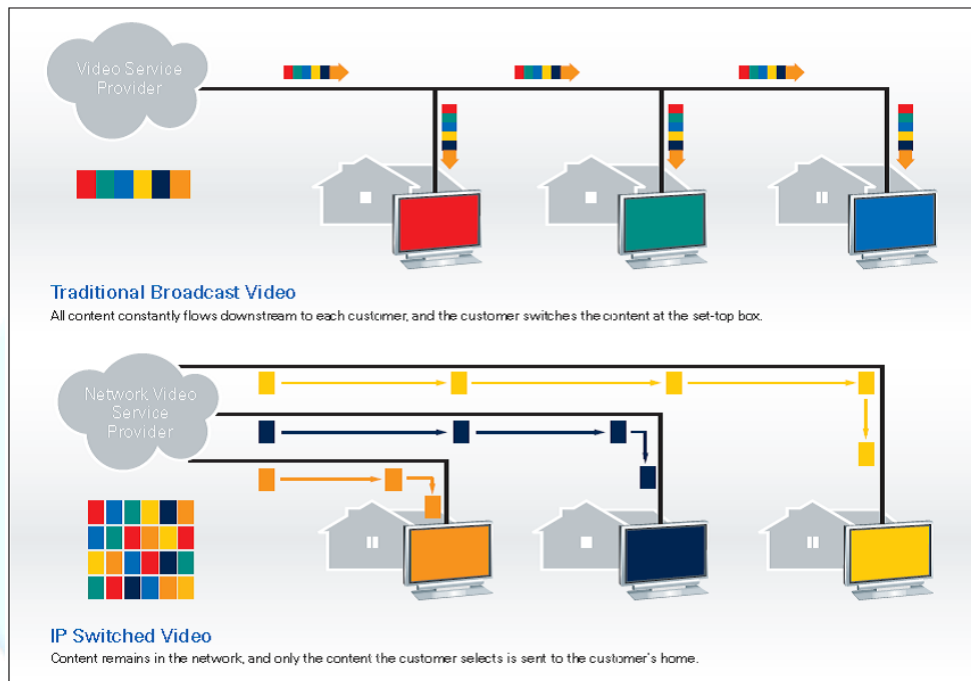 Video Service
Provider
Traditional Broadcast Video
All content constantly flows downstream to each customer, and the customer switches the content at the set-top box.
Network Video
Service
Provider
IP Switched Video
Content remains in the network, and only the content the customer selects is sent to the customer's home.